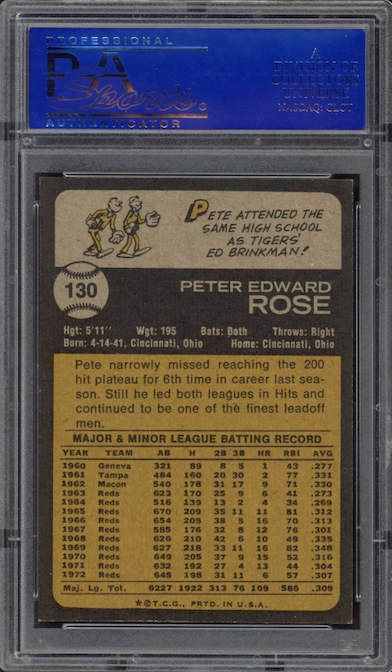 PROFESSIONAL
PSA
Sports®
AUTHENTICATOR
A
DIVISION OF
COLLECTORS
UNIVERSE
NASDAQ: CLCT
PETE ATTENDED THE
SAME HIGH SCHOOL
AS TIGERS'
ED BRINKMAN!
130
PETER EDWARD
ROSE
Hgt: 5'11'' Wgt: 195 Bats: Both Throws: Right
Born: 4-14-41, Cincinnati, Ohio Home: Cincinnati, Ohio
Pete narrowly missed reaching the 200
hit plateau for 6th time in career last sea-
son. Still he led both leagues in Hits and
continued to be one of the finest leadoff
men.
MAJOR & MINOR LEAGUE BATTING RECORD
YEAR TEAM AB H 2B 3B HR RBI AVG
1960 Geneva 321 89 8 5 1 43 .277
1961 Tampa 484 160 20 30 2 77 .331
1962 Macon 540 178 31 17 9 71 .330
1963 Reds 623 170 25 9 6 41 .273
1964 Reds 516 139 13 2 4 34 .269
1965 Reds 670 209 35 11 11 81 .312
1966 Reds 654 205 38 5 16 70 .313
1967 Reds 585 176 32 8 12 76 .301
1968 Reds 626 210 42 6 10 49 .335
1969 Reds 627 218 33 11 16 82 .348
1970 Reds 649 205 37 9 15 52 .316
1971 Reds 632 192 27 4 13 44 .304
1972 Reds 645 198 31 11 6 57 .307
Maj. Lg. Tot. 6227 1922 313 76 109 586 .309
*©T.C.G., PRTD. IN U.S.A.